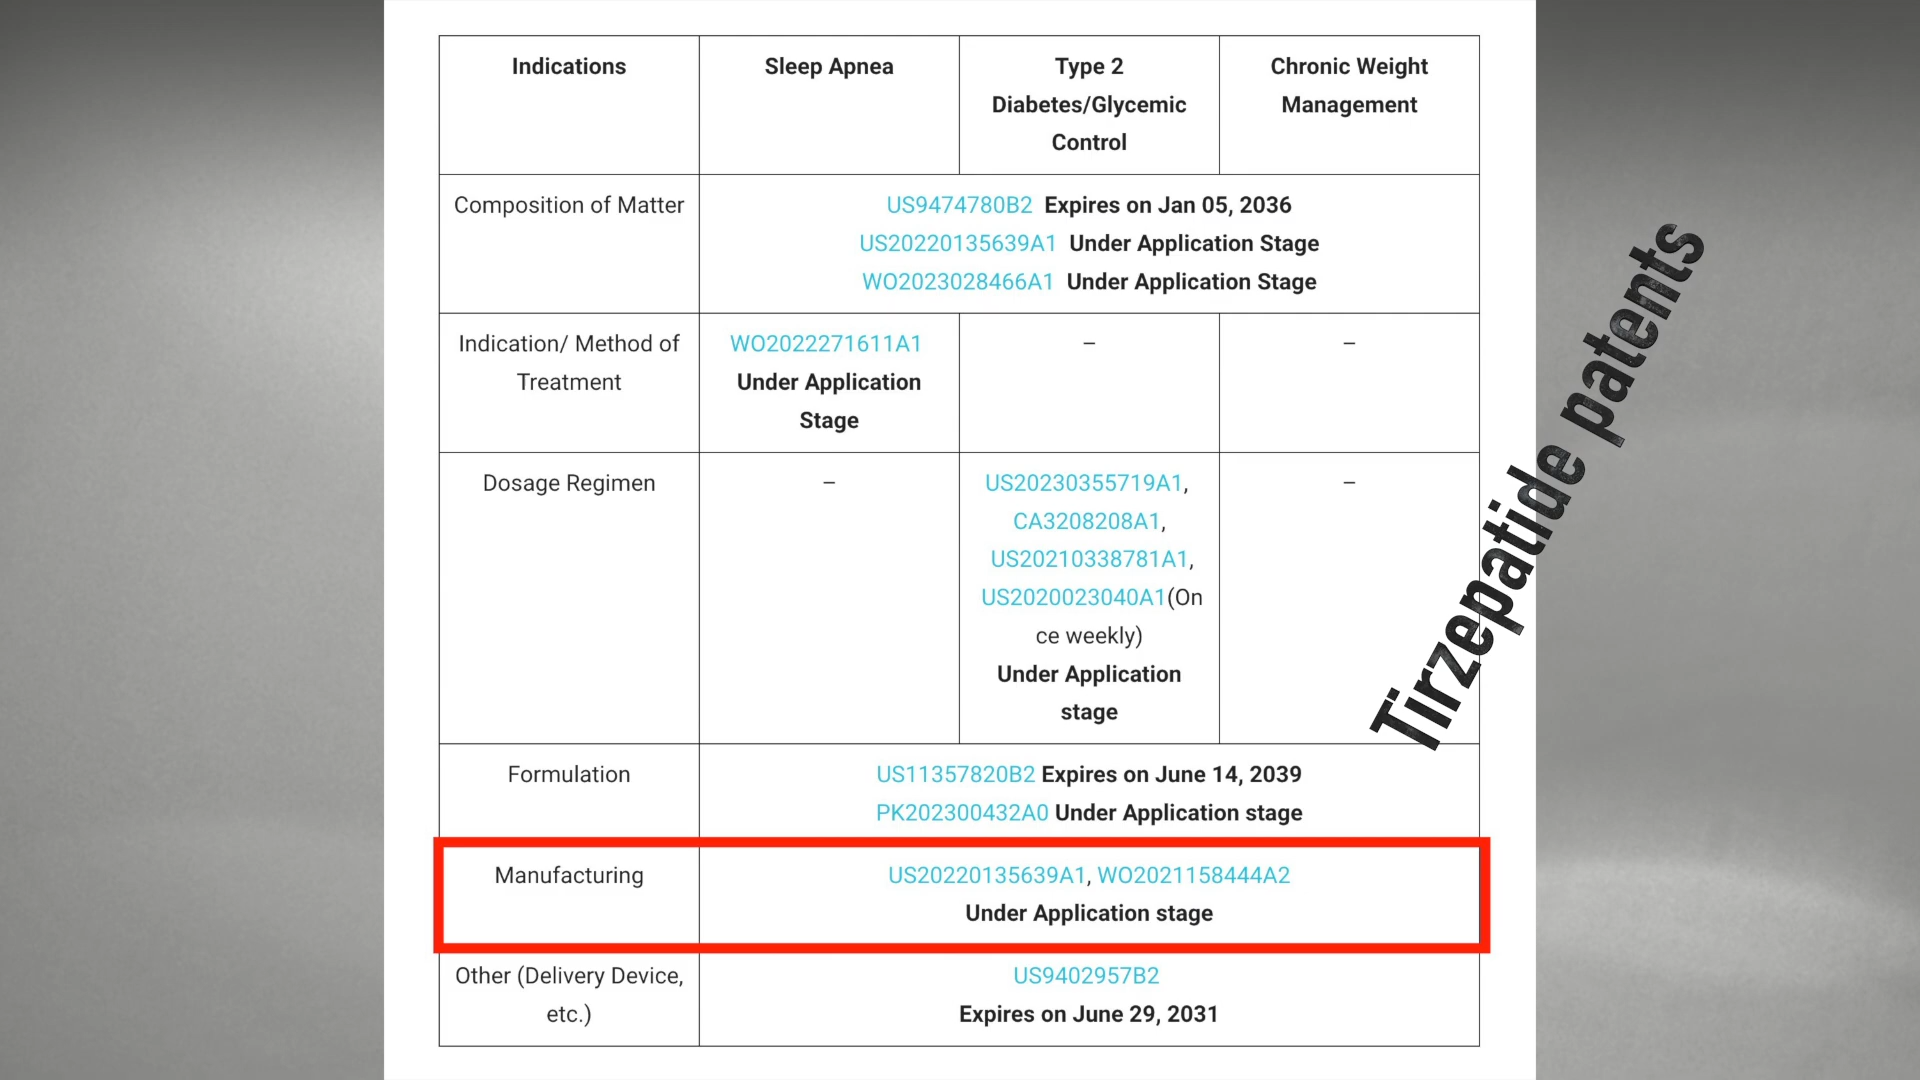 Indications
Sleep Apnea
Type 2
Diabetes/Glycemic
Control
Chronic Weight
Management
Composition of Matter
US9474780B2 Expires on Jan 05, 2036
US20220135639A1 Under Application Stage
WO2023028466A1 Under Application Stage
Indication/ Method of
Treatment
WO2022271611A1
Under Application
Stage
–
–
Dosage Regimen
–
US20230355719A1,
CA3208208A1,
US20210338781A1,
US2020023040A1(On
ce weekly)
Under Application
stage
–
Formulation
US11357820B2 Expires on June 14, 2039
PK202300432A0 Under Application stage
Manufacturing
US20220135639A1, WO2021158444A2
Under Application stage
Other (Delivery Device,
etc.)
US9402957B2
Expires on June 29, 2031
Tirzepatide patents